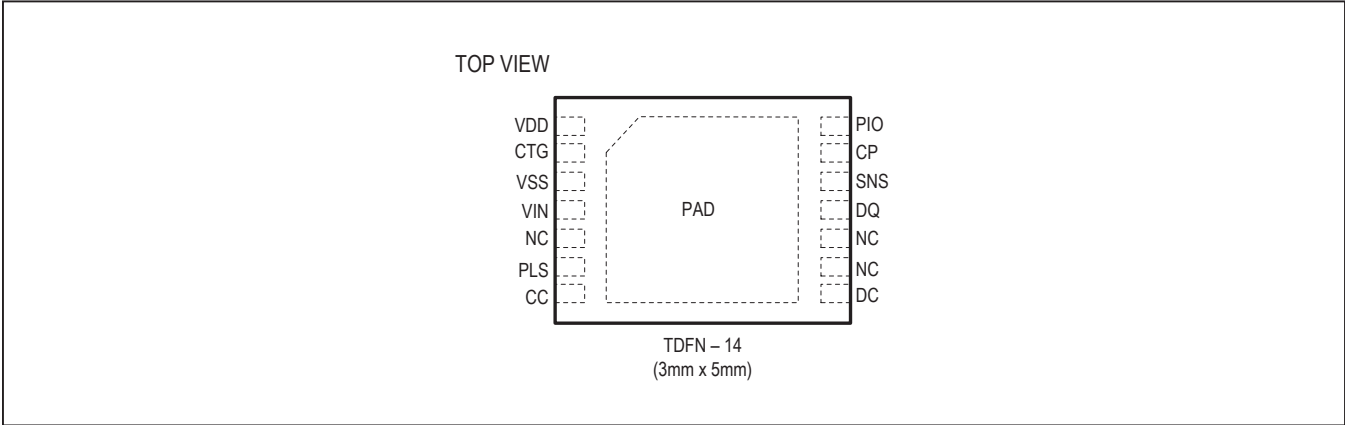 TOP VIEW
VDD
CTG
VSS
VIN
NC
PLS
CC
PAD
PIO
CP
SNS
DQ
NC
NC
DC
TDFN – 14
(3mm x 5mm)